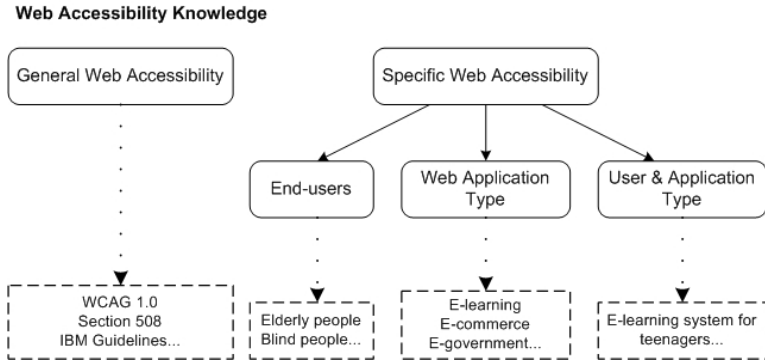 Web Accessibility Knowledge
General Web Accessibility
Specific Web Accessibility
End-users
Web Application
Type
User & Application
Type
WCAG 1.0
Section 508
IBM Guidelines...
Elderly people
Blind people...
E-learning
E-commerce
E-government...
E-learning system for
teenagers...